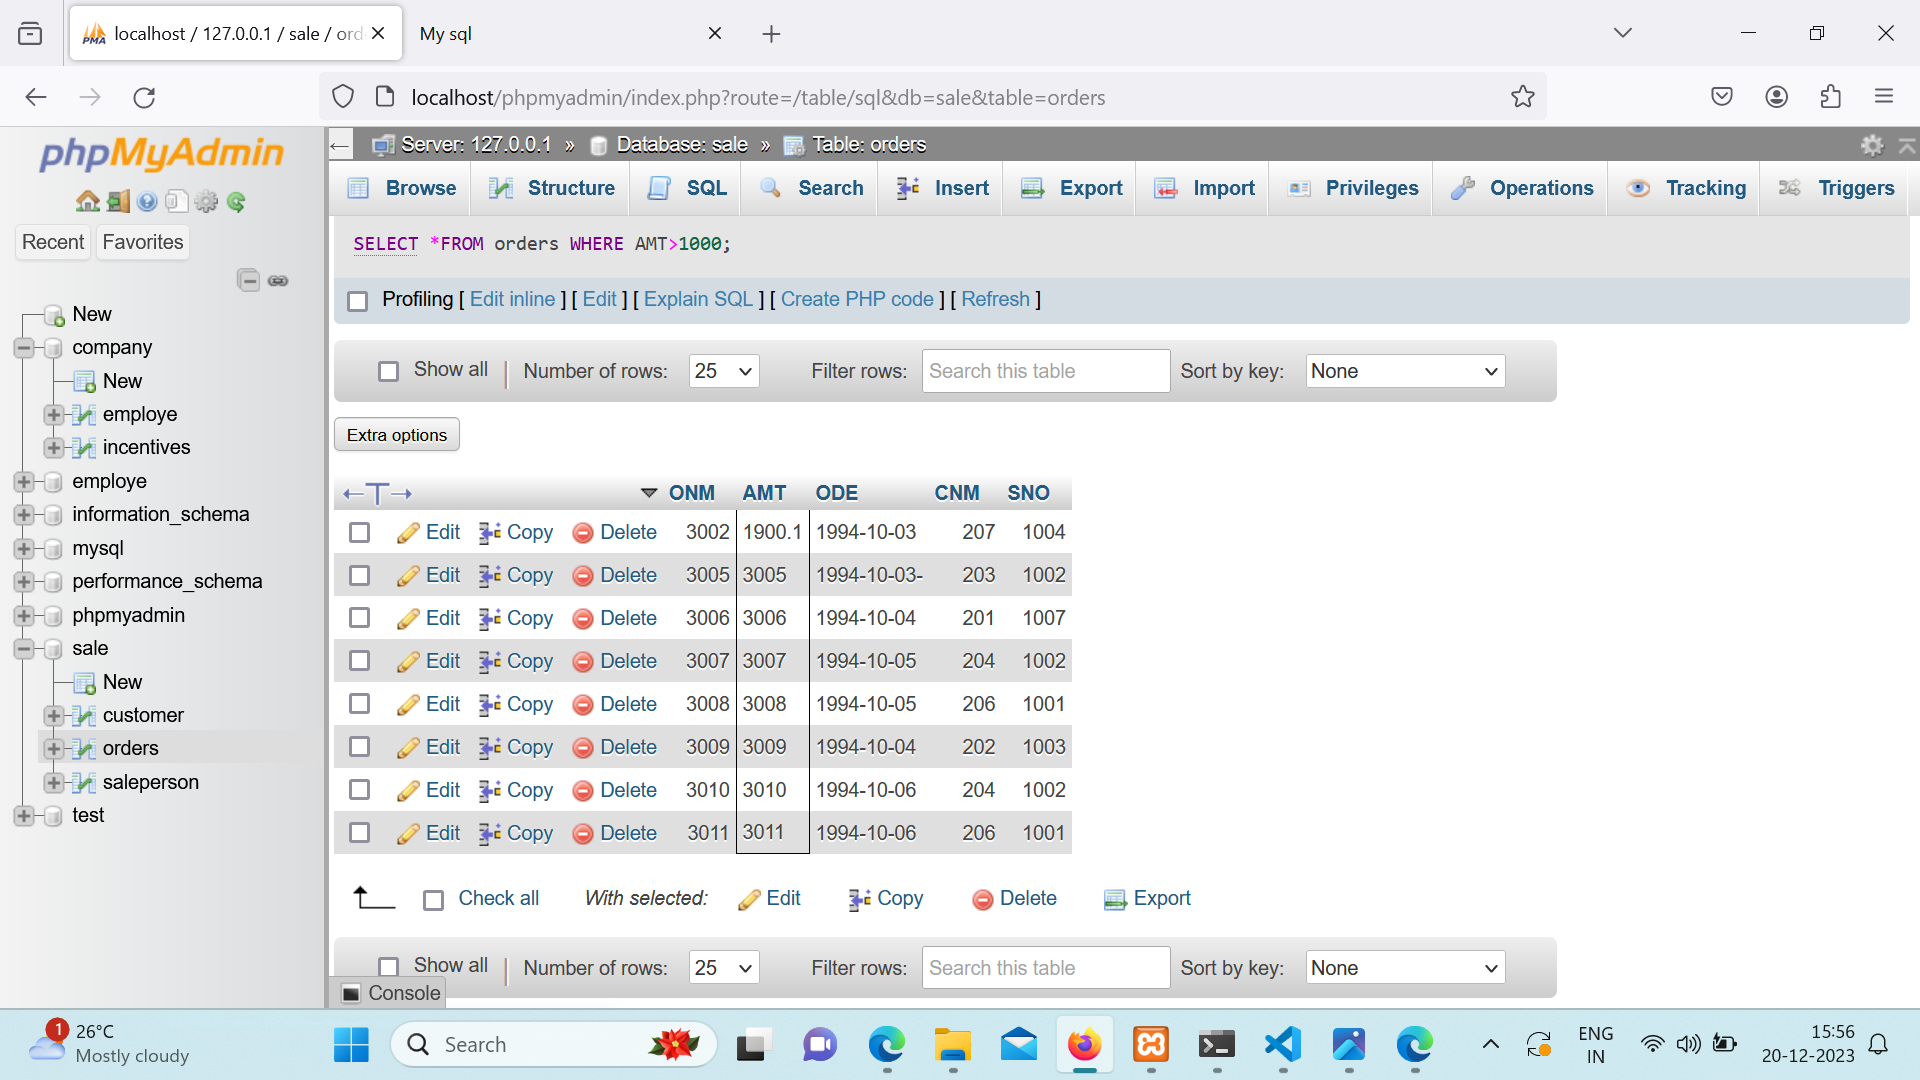 localhost / 127.0.0.1 / sale / ord
My sql
localhost/phpmyadmin/index.php?route=/table/sql&db=sale&table=orders
phpMyAdmin
Recent Favorites
New
company
New
employe
incentives
employe
information_schema
mysql
performance_schema
phpmyadmin
sale
New
customer
orders
saleperson
test
Server: 127.0.0.1 » Database: sale » Table: orders
Browse Structure SQL Search Insert Export Import Privileges Operations Tracking Triggers
SELECT *FROM orders WHERE AMT>1000;
Profiling [ Edit inline ] [ Edit ] [ Explain SQL ] [ Create PHP code ] [ Refresh ]
Show all | Number of rows: 25 Filter rows: Search this table Sort by key: None
Extra options
←T→ ONM AMT ODE CNM SNO
Edit Copy Delete 3002 1900.1 1994-10-03 207 1004
Edit Copy Delete 3005 3005 1994-10-03- 203 1002
Edit Copy Delete 3006 3006 1994-10-04 201 1007
Edit Copy Delete 3007 3007 1994-10-05 204 1002
Edit Copy Delete 3008 3008 1994-10-05 206 1001
Edit Copy Delete 3009 3009 1994-10-04 202 1003
Edit Copy Delete 3010 3010 1994-10-06 204 1002
Edit Copy Delete 3011 3011 1994-10-06 206 1001
Check all With selected: Edit Copy Delete Export
Show all | Number of rows: 25 Filter rows: Search this table Sort by key: None
Console
1
26°C
Mostly cloudy
Search
ENG
IN
15:56
20-12-2023